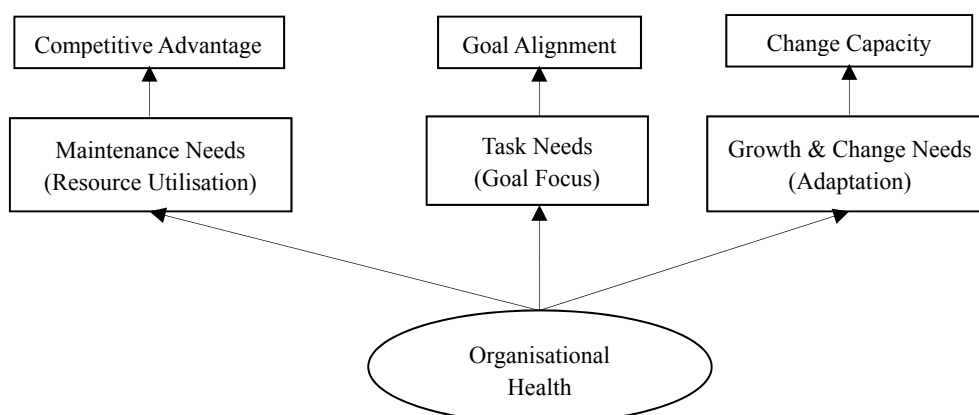 Competitive Advantage
Goal Alignment
Change Capacity
Maintenance Needs
(Resource Utilisation)
Task Needs
(Goal Focus)
Growth & Change Needs
(Adaptation)
Organisational
Health